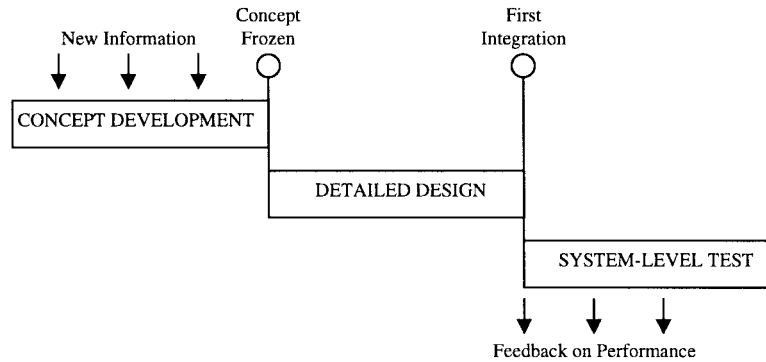 New Information
Concept
Frozen
First
Integration
CONCEPT DEVELOPMENT
DETAILED DESIGN
SYSTEM-LEVEL TEST
Feedback on Performance